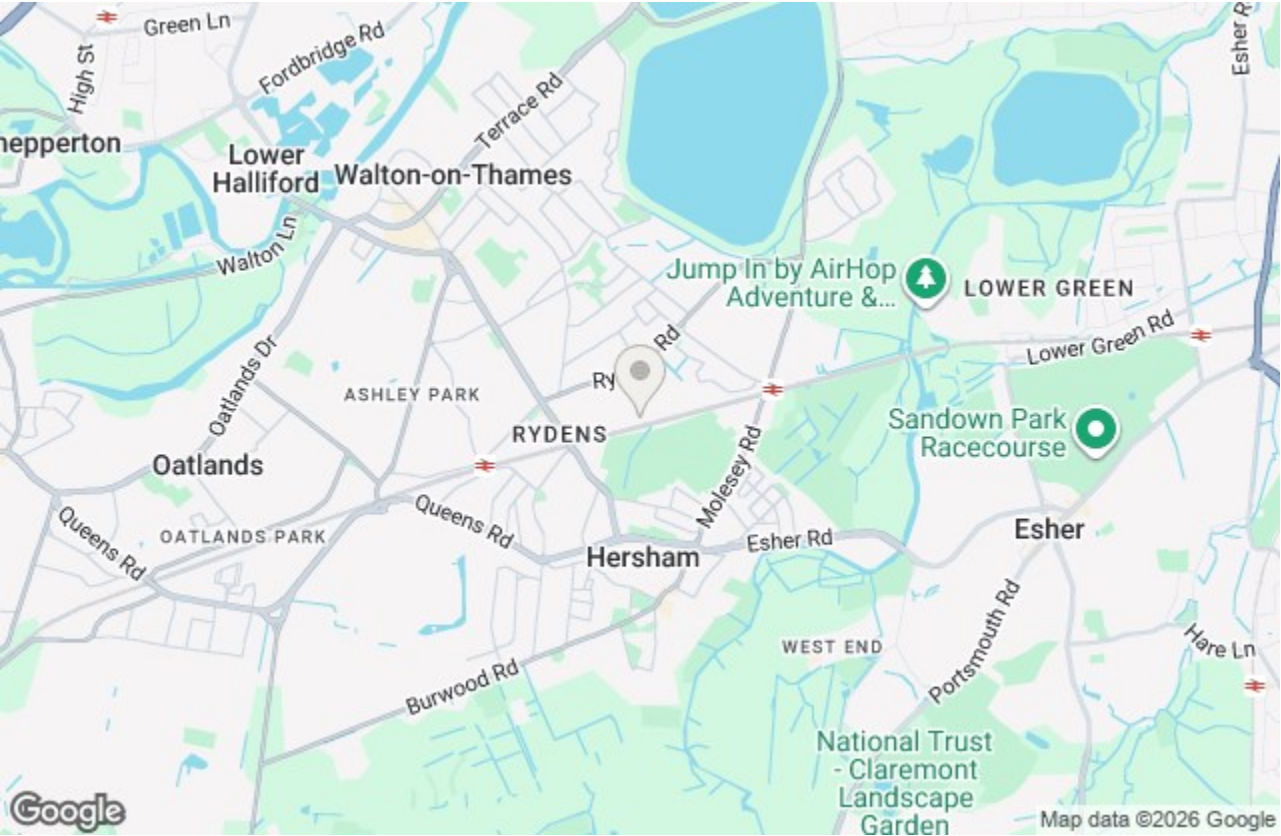 Green Ln
Esher R
High St
Fordbridge Rd
Terrace Rd
hepperton
Lower
Halliford
Walton-on-Thames
Walton Ln
Jump In by AirHop
Adventure &...
LOWER GREEN
Lower Green Rd
Rd
Ry
Oatlands Dr
ASHLEY PARK
RYDENS
Sandown Park
Racecourse
Oatlands
Molesey Rd
Queens Rd
Queens Rd
OATLANDS PARK
Hersham
Esher Rd
Esher
Portsmouth Rd
WEST END
Hare Ln
Burwood Rd
National Trust
- Claremont
Landscape
Garden
Google
Map data ©2026 Google